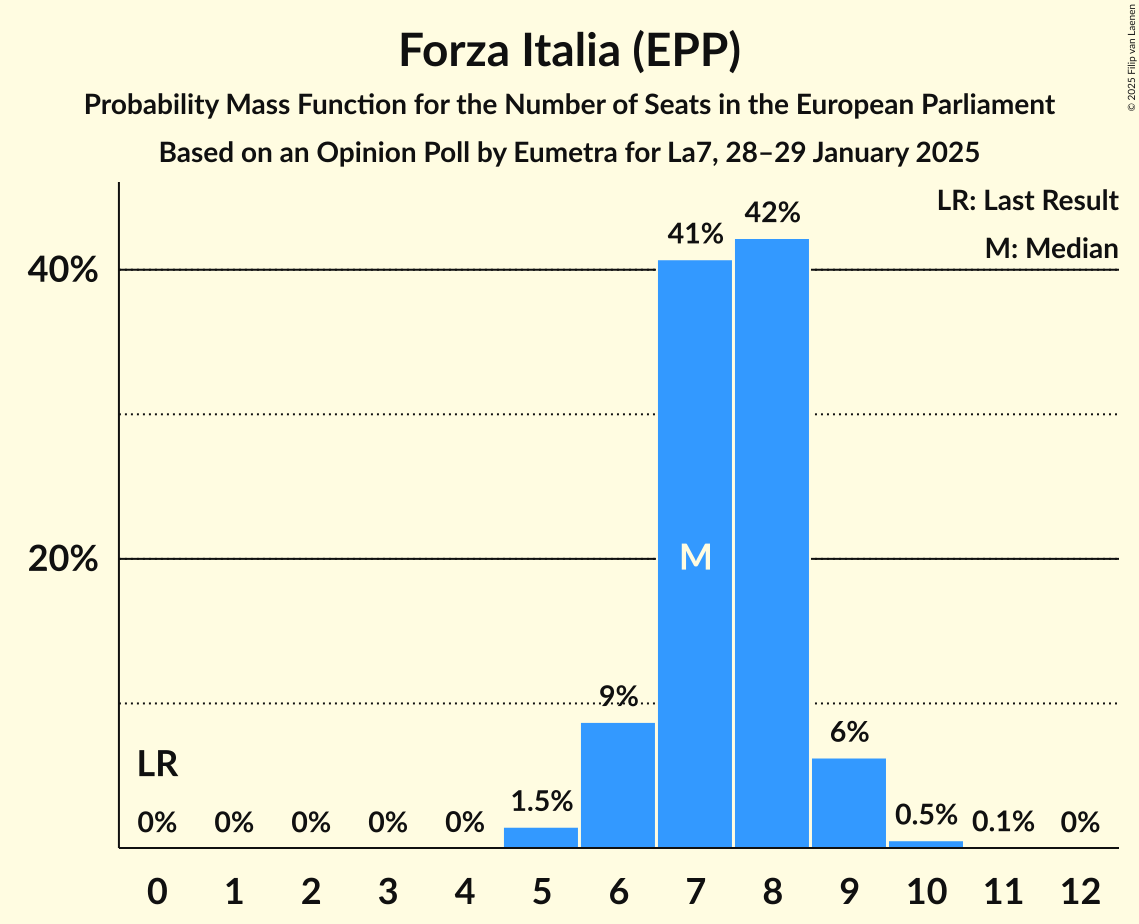 Forza Italia (EPP)
Probability Mass Function for the Number of Seats in the European Parliament
Based on an Opinion Poll by Eumetra for La7, 28–29 January 2025
© 2025 Filip van Laenen
LR: Last Result
M: Median
40%
20%
41%
42%
M
9%
6%
LR
0%
0%
0%
0%
0%
1.5%
0.5%
0.1%
0%
0 1 2 3 4 5 6 7 8 9 10 11 12